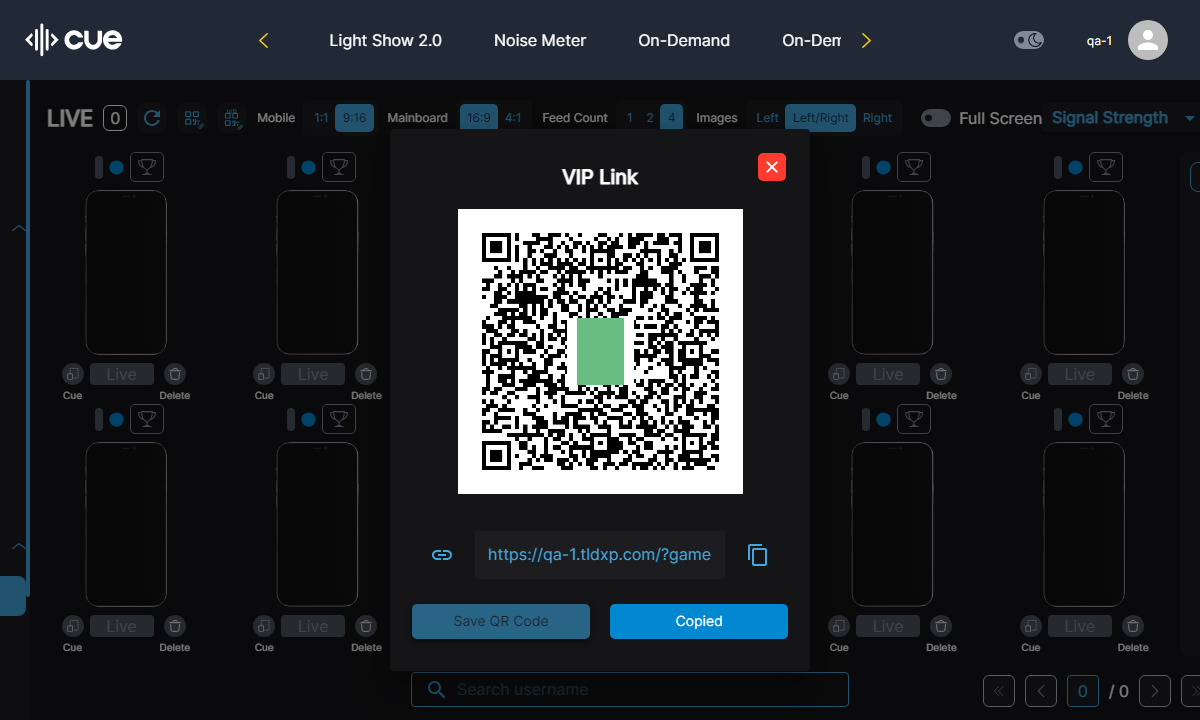 cue
Light Show 2.0
Noise Meter
On-Demand
On-Dem
qa-1
LIVE 0
Mobile 1:1 9:16
Mainboard 16:9 4:1
Feed Count 1 2 4
Images Left Left/Right Right
Full Screen
Signal Strength
VIP Link
Live Live Live Live
Cue Delete Cue Delete Cue Delete Cue Delete
https://qa-1.tldxp.com/?game
Save QR Code
Copied
Live Live Live Live
Cue Delete Cue Delete Cue Delete Cue Delete
Search username
0 / 0